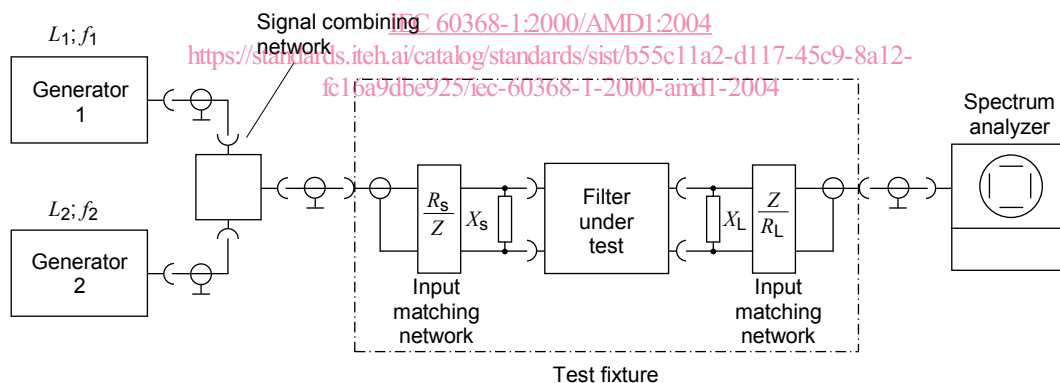 IEC 60368-1:2000/AMD1:2004
https://standards.iteh.ai/catalog/standards/sist/b55c11a2-d117-45c9-8a12-
fc16a9dbe925/iec-60368-1-2000-amd1-2004
Signal combining
network
L1; f1
Generator
1
L2; f2
Generator
2
Rs
Z
Xs
Filter
under
test
XL
Z
RL
Input
matching
network
Input
matching
network
Test fixture
Spectrum
analyzer